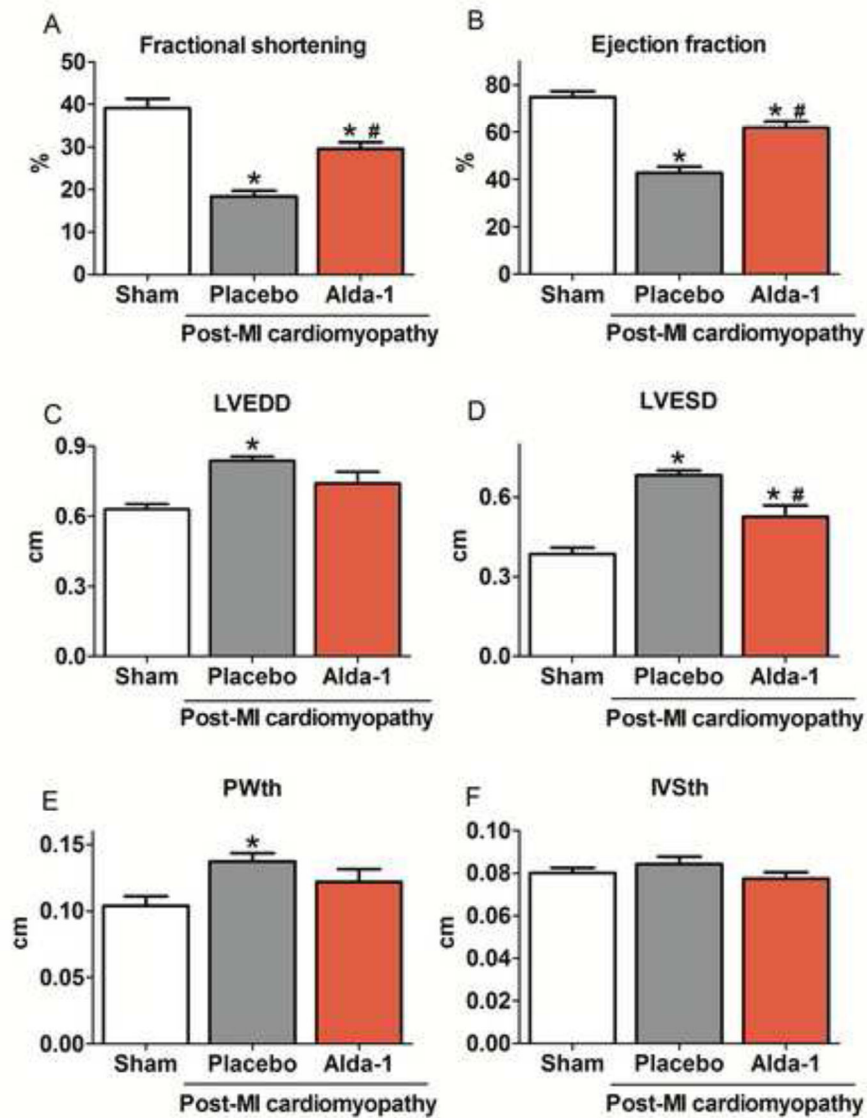 A
Fractional shortening
50
40
30
20
10
0
%
*
* #
Sham Placebo Alda-1
Post-MI cardiomyopathy
B
Ejection fraction
80
60
40
20
0
%
*
* #
Sham Placebo Alda-1
Post-MI cardiomyopathy
C
LVEDD
0.9
0.6
0.3
0.0
cm
*
Sham Placebo Alda-1
Post-MI cardiomyopathy
D
LVESD
0.6
0.3
0.0
cm
*
* #
Sham Placebo Alda-1
Post-MI cardiomyopathy
E
PWth
0.15
0.10
0.05
0.00
cm
*
Sham Placebo Alda-1
Post-MI cardiomyopathy
F
IVSth
0.10
0.08
0.06
0.04
0.02
0.00
cm
Sham Placebo Alda-1
Post-MI cardiomyopathy